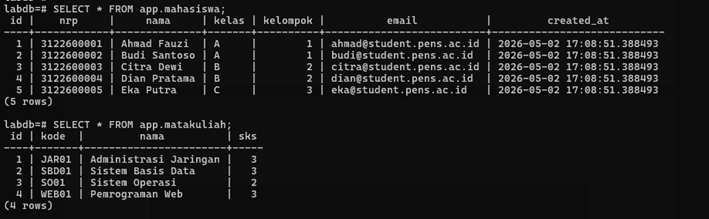 labdb=# SELECT * FROM app.mahasiswa;
 id |    nrp     |     nama     | kelas | kelompok |          email          |         created_at
----+------------+--------------+-------+----------+-------------------------+----------------------------
  1 | 3122600001 | Ahmad Fauzi  | A     |        1 | ahmad@student.pens.ac.id | 2026-05-02 17:08:51.388493
  2 | 3122600002 | Budi Santoso | A     |        1 | budi@student.pens.ac.id  | 2026-05-02 17:08:51.388493
  3 | 3122600003 | Citra Dewi   | B     |        2 | citra@student.pens.ac.id | 2026-05-02 17:08:51.388493
  4 | 3122600004 | Dian Pratama | B     |        2 | dian@student.pens.ac.id  | 2026-05-02 17:08:51.388493
  5 | 3122600005 | Eka Putra    | C     |        3 | eka@student.pens.ac.id   | 2026-05-02 17:08:51.388493
(5 rows)
labdb=# SELECT * FROM app.matakuliah;
 id | kode  |         nama         | sks
----+-------+----------------------+-----
  1 | JAR01 | Administrasi Jaringan |   3
  2 | SBD01 | Sistem Basis Data     |   3
  3 | SO01  | Sistem Operasi        |   2
  4 | WEB01 | Pemrograman Web       |   3
(4 rows)